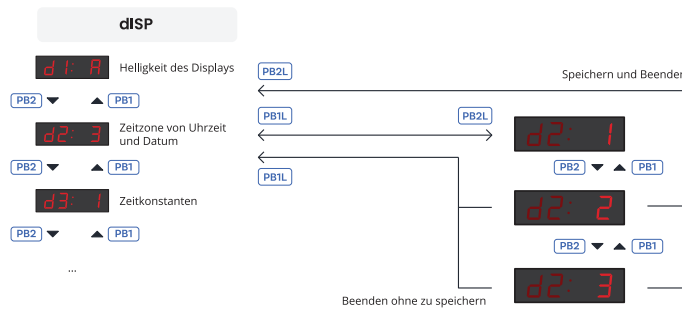 dISP
d1: A
Helligkeit des Displays
PB2L
Speichern und Beenden
PB2
PB1
PB1L
PB2L
d2: 3
Zeitzone von Uhrzeit
und Datum
d2: 1
PB2
PB1
PB2
PB1
PB1L
d3: 1
Zeitkonstanten
d2: 2
PB2
PB1
PB2
PB1
...
d2: 3
Beenden ohne zu speichern